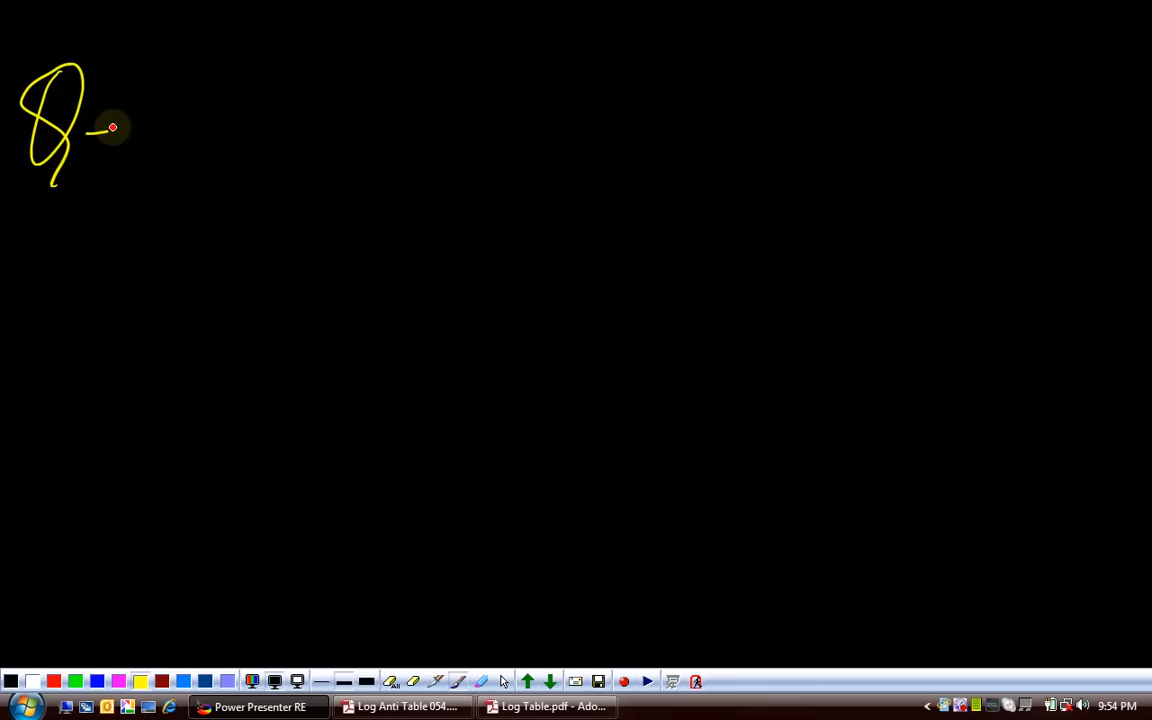 Q-
Power Presenter RE
Log Anti Table 054....
Log Table.pdf - Ado...
9:54 PM